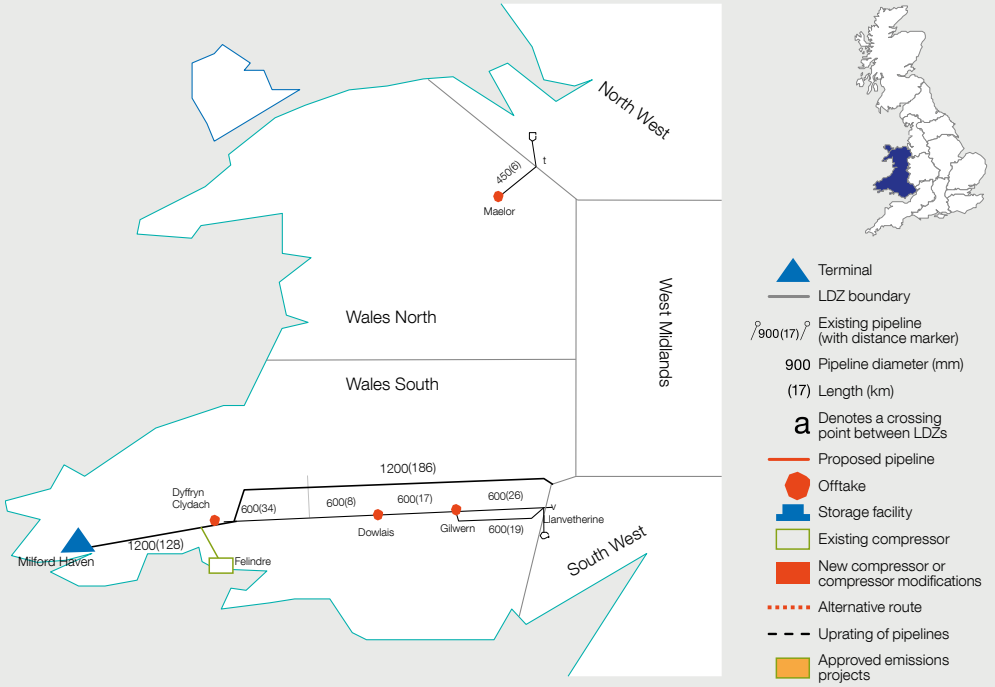 North West
450(6)
t
Maelor
Wales North
West Midlands
Wales South
1200(186)
Dyffryn
Clydach
600(34)
600(8)
600(17)
600(26)
v
Dowlais
Gilwern
Llanvetherine
600(19)
1200(128)
Milford Haven
Felindre
South West
Terminal
LDZ boundary
900(17)
Existing pipeline
(with distance marker)
900
Pipeline diameter (mm)
(17)
Length (km)
a
Denotes a crossing
point between LDZs
Proposed pipeline
Offtake
Storage facility
Existing compressor
New compressor or
compressor modifications
Alternative route
Uprating of pipelines
Approved emissions
projects